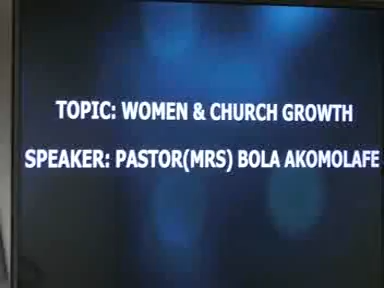 TOPIC: WOMEN & CHURCH GROWTH
SPEAKER: PASTOR(MRS) BOLA AKOMOLAFE